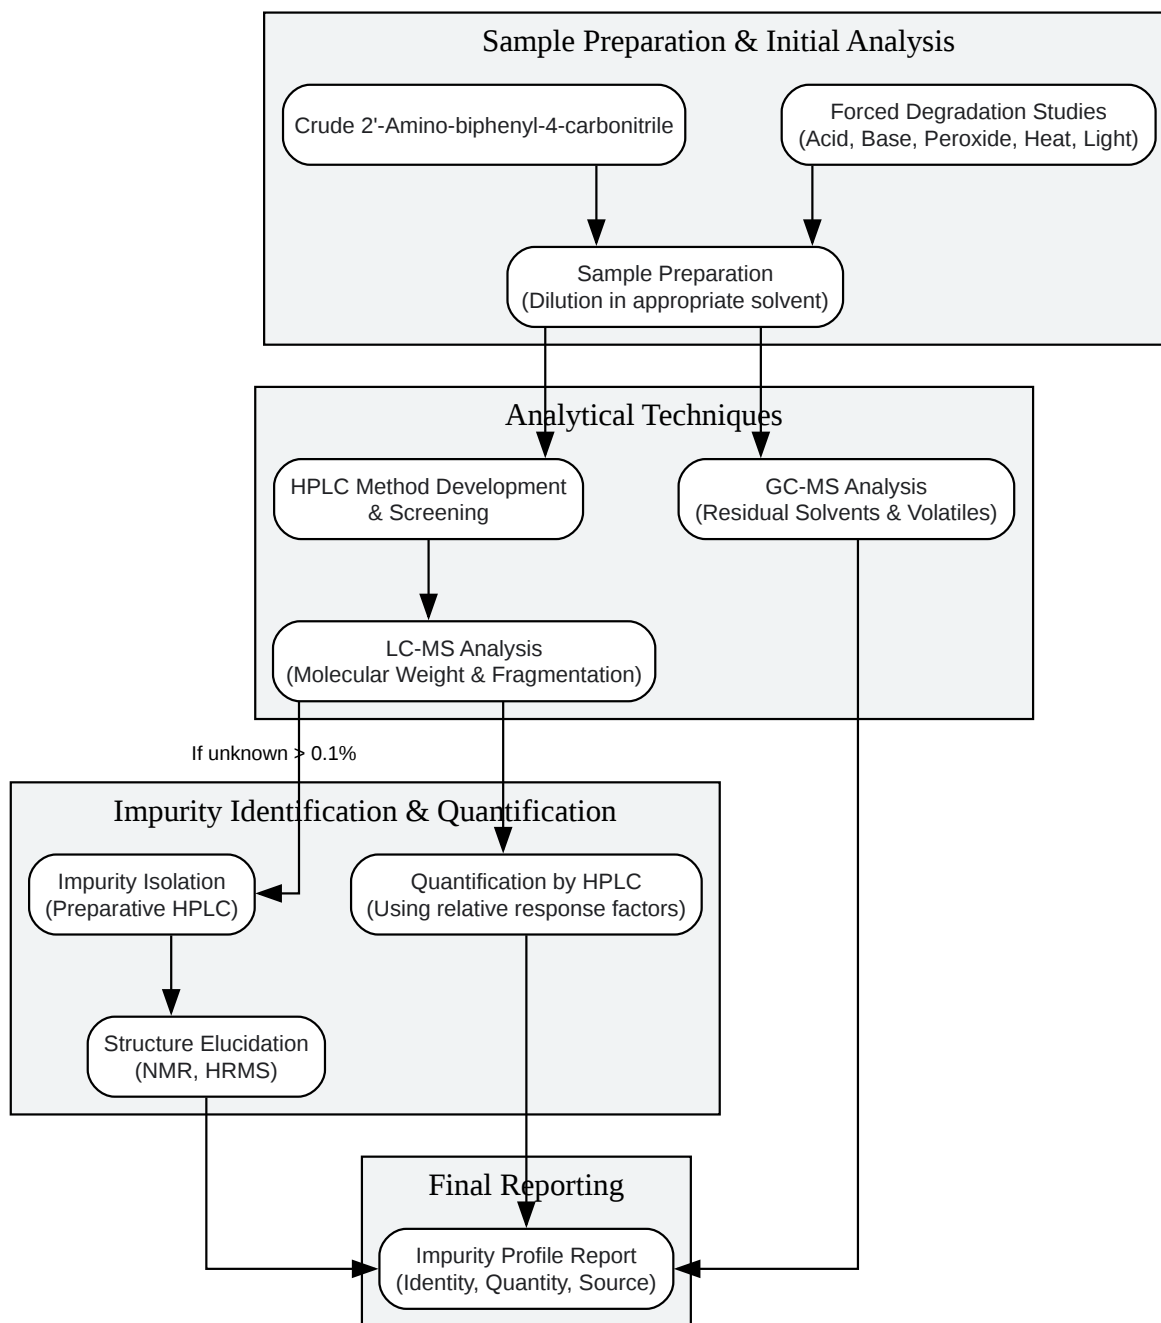 Sample Preparation & Initial Analysis
Crude 2'-Amino-biphenyl-4-carbonitrile
Forced Degradation Studies
(Acid, Base, Peroxide, Heat, Light)
Sample Preparation
(Dilution in appropriate solvent)
Analytical Techniques
HPLC Method Development
& Screening
GC-MS Analysis
(Residual Solvents & Volatiles)
LC-MS Analysis
(Molecular Weight & Fragmentation)
If unknown > 0.1%
Impurity Identification & Quantification
Impurity Isolation
(Preparative HPLC)
Quantification by HPLC
(Using relative response factors)
Structure Elucidation
(NMR, HRMS)
Final Reporting
Impurity Profile Report
(Identity, Quantity, Source)